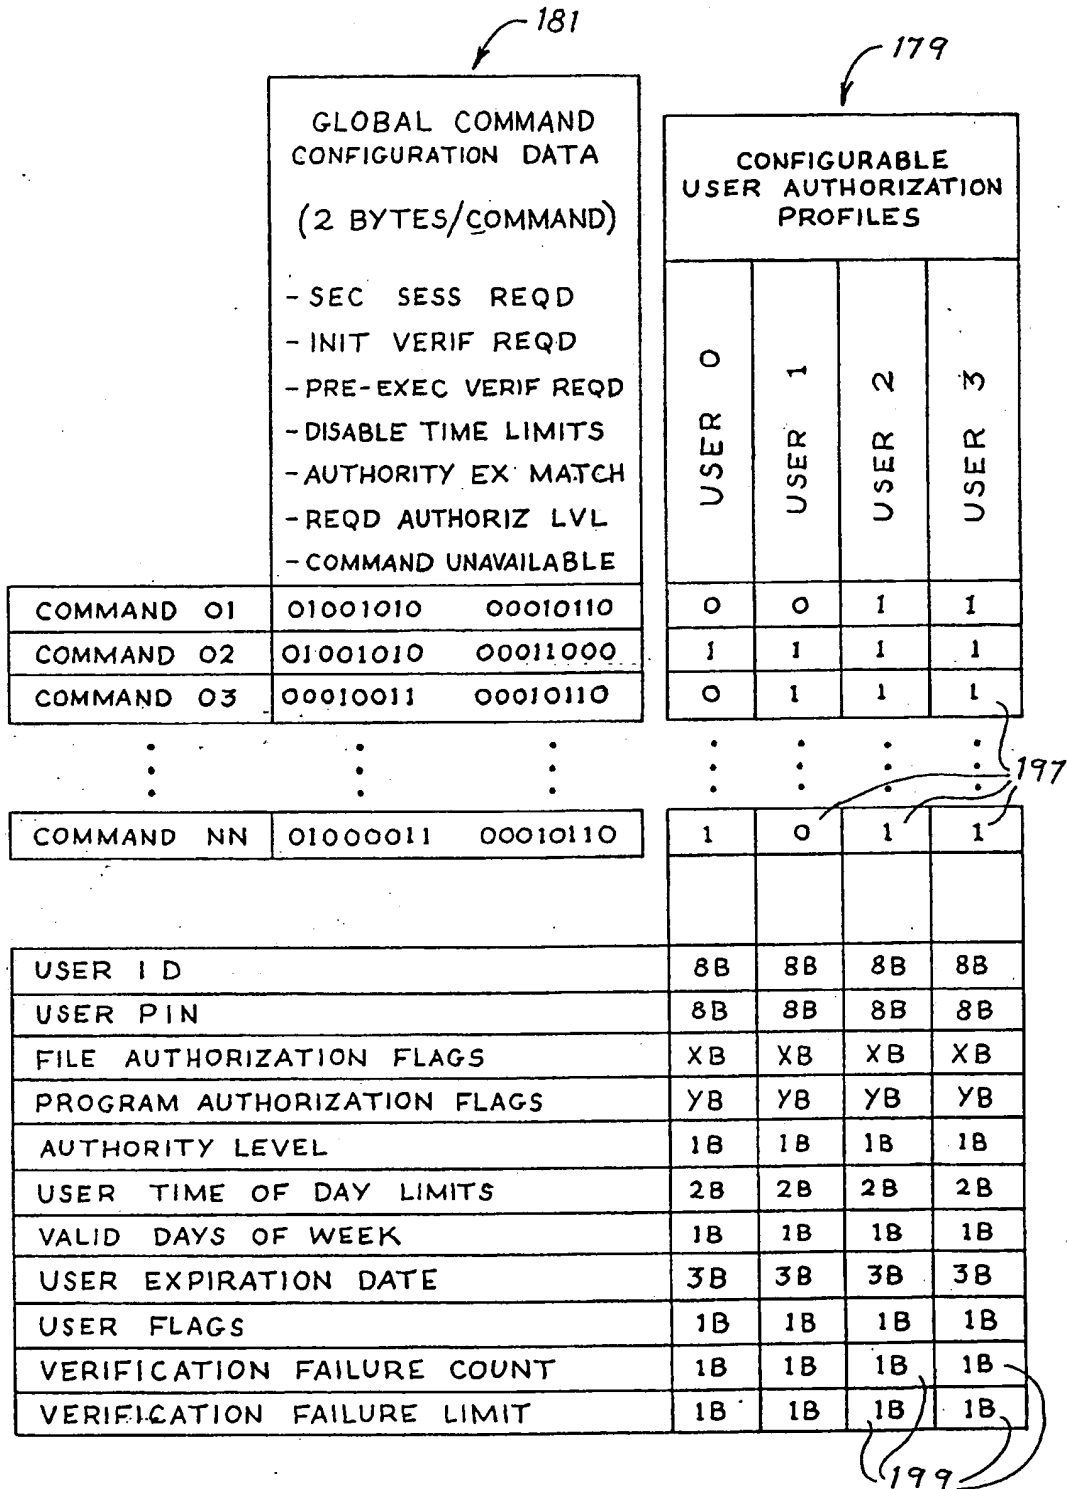 181
179
GLOBAL COMMAND
CONFIGURATION DATA
(2 BYTES/COMMAND)
- SEC SESS REQD
- INIT VERIF REQD
- PRE-EXEC VERIF REQD
- DISABLE TIME LIMITS
- AUTHORITY EX MATCH
- REQD AUTHORIZ LVL
- COMMAND UNAVAILABLE
CONFIGURABLE
USER AUTHORIZATION
PROFILES
USER 0
USER 1
USER 2
USER 3
COMMAND 01 01001010 00010110 0 0 1 1
COMMAND 02 01001010 00011000 1 1 1 1
COMMAND 03 00010011 00010110 0 1 1 1
197
COMMAND NN 01000011 00010110 1 0 1 1
USER ID 8B 8B 8B 8B
USER PIN 8B 8B 8B 8B
FILE AUTHORIZATION FLAGS XB XB XB XB
PROGRAM AUTHORIZATION FLAGS YB YB YB YB
AUTHORITY LEVEL 1B 1B 1B 1B
USER TIME OF DAY LIMITS 2B 2B 2B 2B
VALID DAYS OF WEEK 1B 1B 1B 1B
USER EXPIRATION DATE 3B 3B 3B 3B
USER FLAGS 1B 1B 1B 1B
VERIFICATION FAILURE COUNT 1B 1B 1B 1B
VERIFICATION FAILURE LIMIT 1B 1B 1B 1B
199